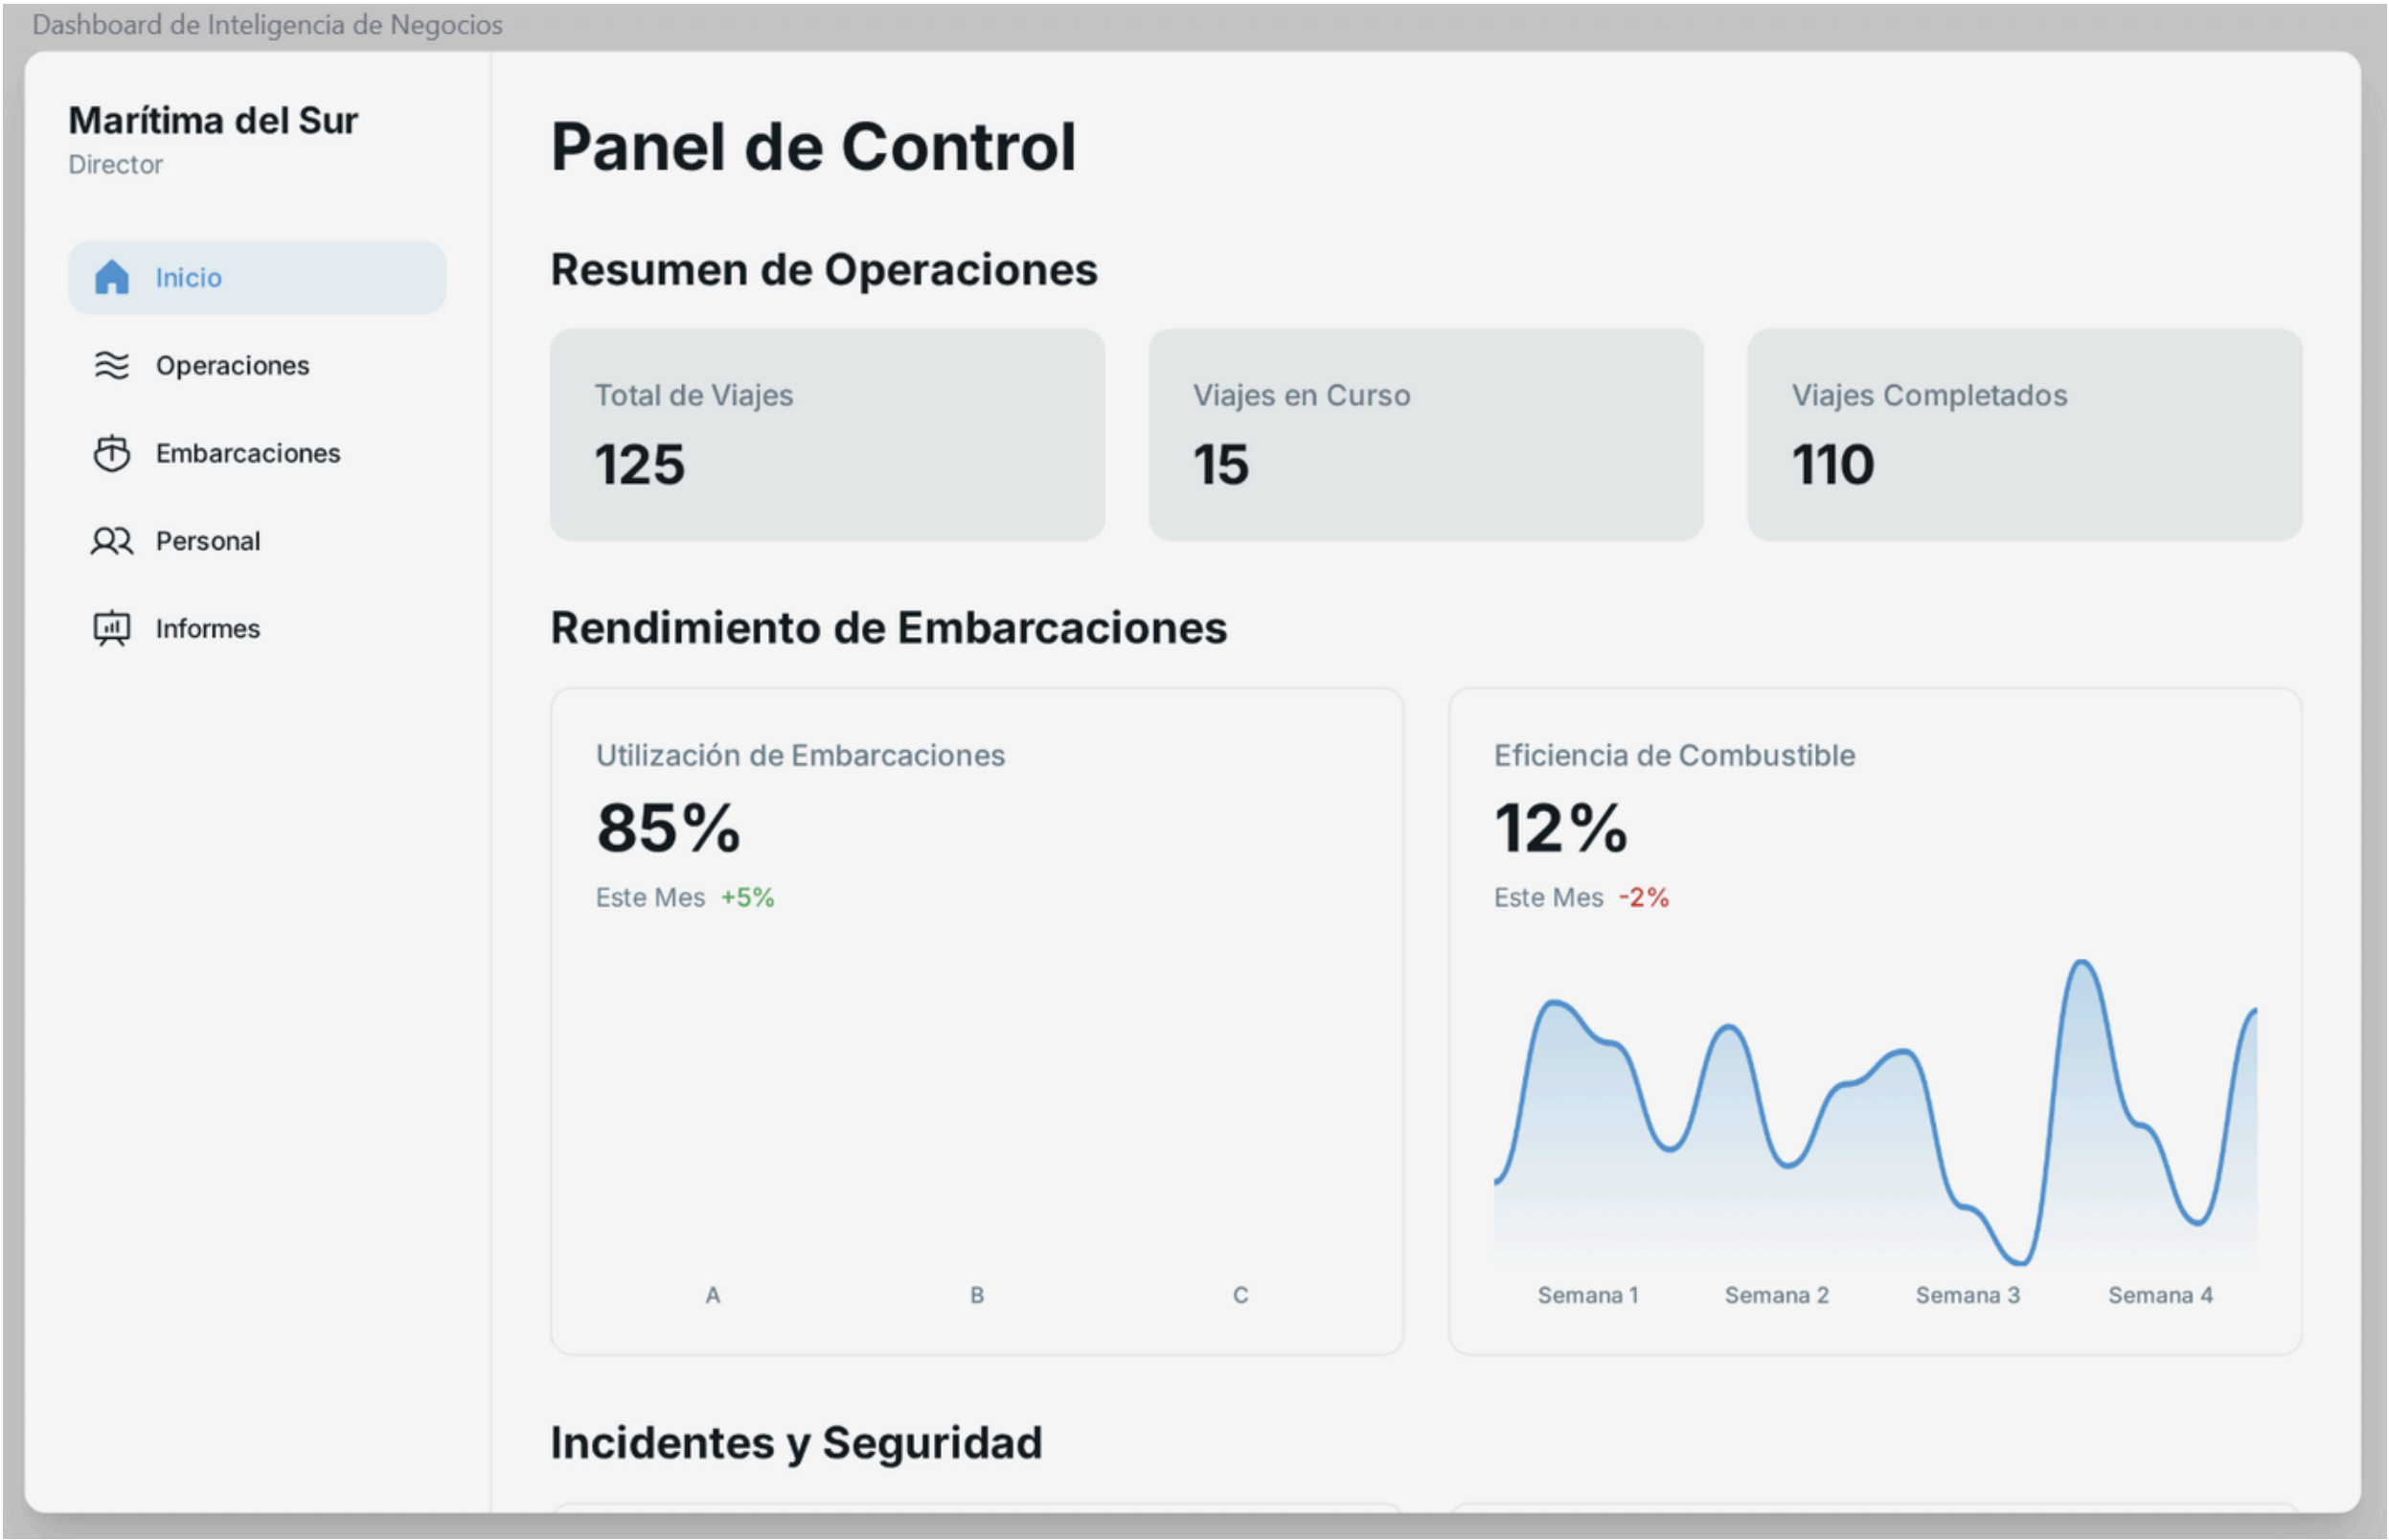 Dashboard de Inteligencia de Negocios
Marítima del Sur
Director
Inicio
Operaciones
Embarcaciones
Personal
Informes
Panel de Control
Resumen de Operaciones
Total de Viajes
125
Viajes en Curso
15
Viajes Completados
110
Rendimiento de Embarcaciones
Utilización de Embarcaciones
85%
Este Mes +5%
A B C
Eficiencia de Combustible
12%
Este Mes -2%
Semana 1 Semana 2 Semana 3 Semana 4
Incidentes y Seguridad